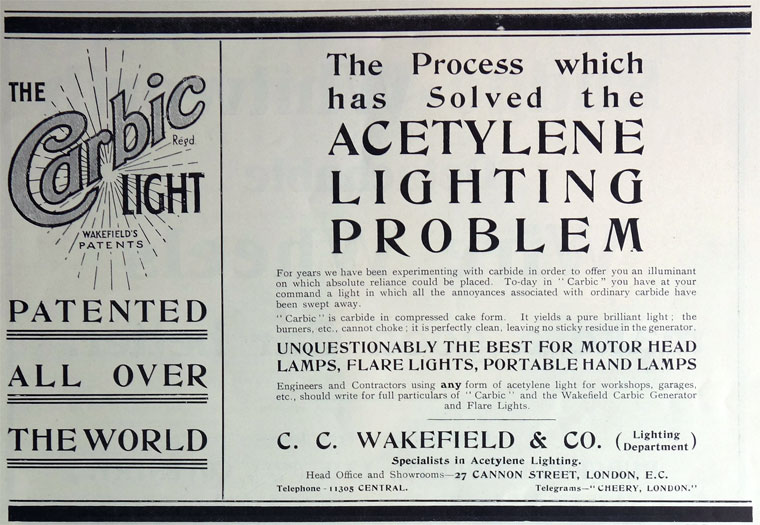 THE
Carbic
Regd.
LIGHT
WAKEFIELD'S
PATENTS
PATENTED
ALL OVER
THE WORLD
The Process which
has Solved the
ACETYLENE
LIGHTING
PROBLEM
For years we have been experimenting with carbide in order to offer you an illuminant
on which absolute reliance could be placed. To-day in "Carbic" you have at your
command a light in which all the annoyances associated with ordinary carbide have
been swept away.
"Carbic" is carbide in compressed cake form. It yields a pure brilliant light; the
burners, etc., cannot choke; it is perfectly clean, leaving no sticky residue in the generator.
UNQUESTIONABLY THE BEST FOR MOTOR HEAD
LAMPS, FLARE LIGHTS, PORTABLE HAND LAMPS
Engineers and Contractors using any form of acetylene light for workshops, garages,
etc., should write for full particulars of "Carbic" and the Wakefield Carbic Generator
and Flare Lights.
C. C. WAKEFIELD & CO. (Lighting Department)
Specialists in Acetylene Lighting.
Head Office and Showrooms—27 CANNON STREET, LONDON, E.C.
Telephone - 11305 CENTRAL. Telegrams—"CHEERY, LONDON."